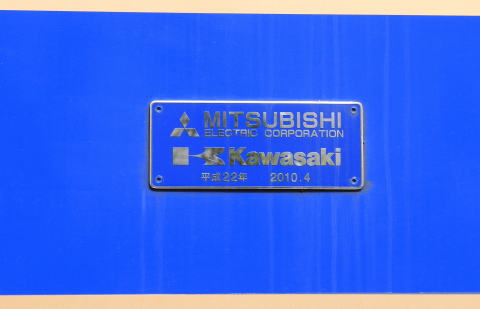 MITSUBISHI
ELECTRIC CORPORATION
Kawasaki
平成22年 2010.4